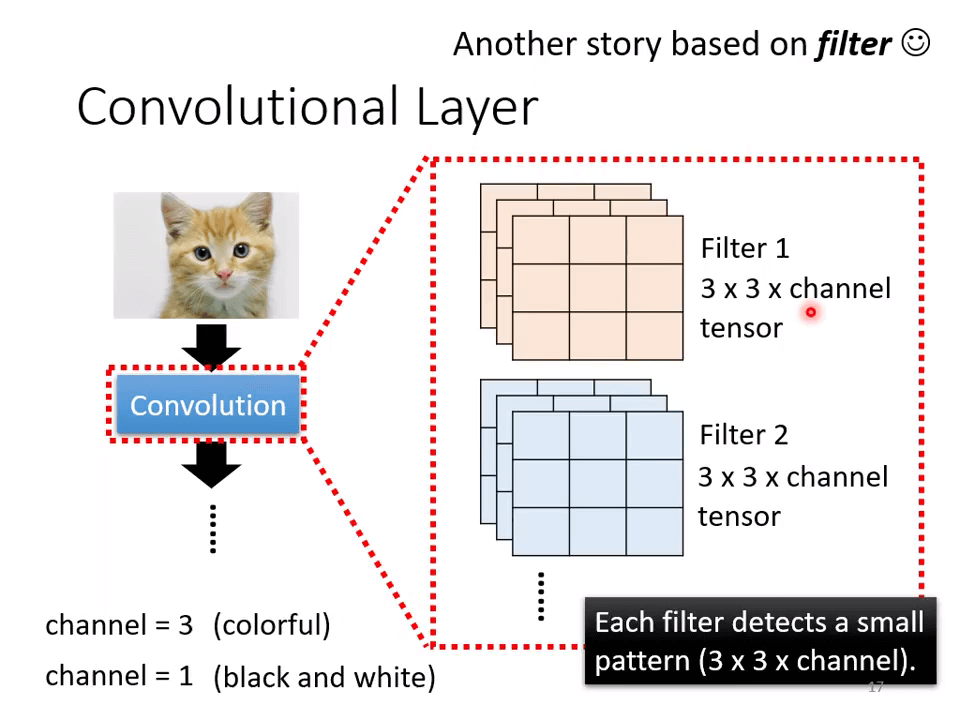 Another story based on filter ☺
Convolutional Layer
Filter 1
3 x 3 x channel
tensor
Convolution
Filter 2
3 x 3 x channel
tensor
channel = 3 (colorful)
channel = 1 (black and white)
Each filter detects a small
pattern (3 x 3 x channel).
17